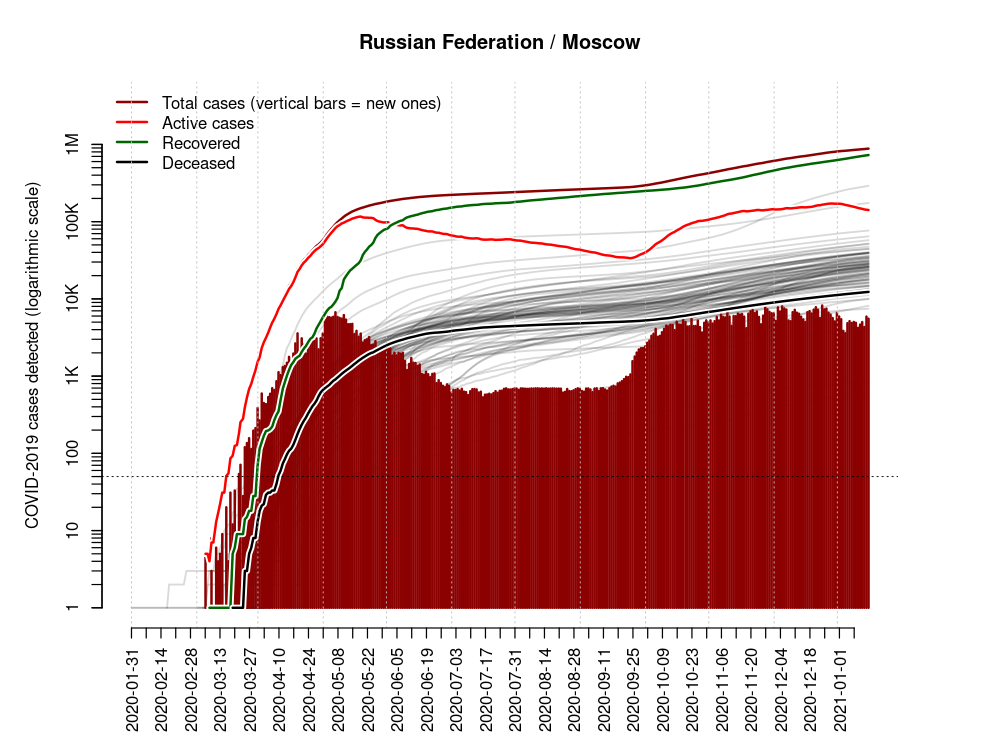 Russian Federation / Moscow
Total cases (vertical bars = new ones)
Active cases
Recovered
Deceased
COVID-2019 cases detected (logarithmic scale)
1M
100K
10K
1K
100
10
1
2020-01-31
2020-02-14
2020-02-28
2020-03-13
2020-03-27
2020-04-10
2020-04-24
2020-05-08
2020-05-22
2020-06-05
2020-06-19
2020-07-03
2020-07-17
2020-07-31
2020-08-14
2020-08-28
2020-09-11
2020-09-25
2020-10-09
2020-10-23
2020-11-06
2020-11-20
2020-12-04
2020-12-18
2021-01-01